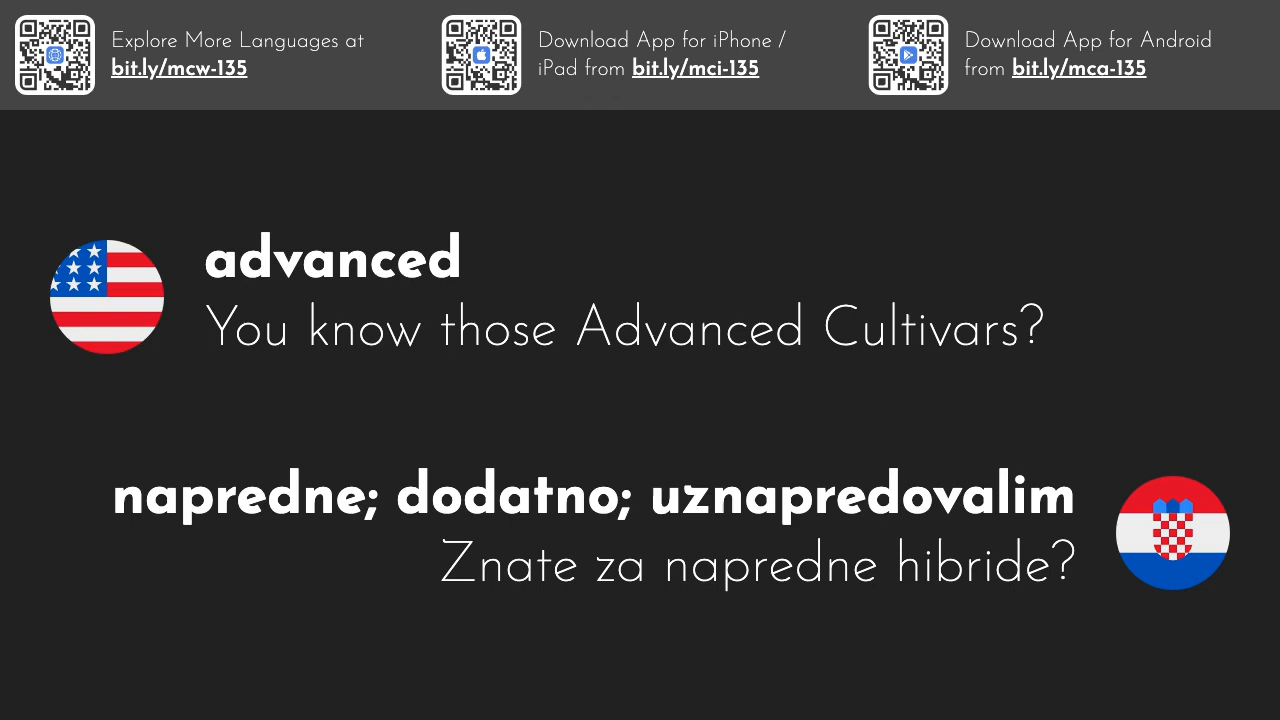 Explore More Languages at
bit.ly/mcw-135
Download App for iPhone /
iPad from bit.ly/mci-135
Download App for Android
from bit.ly/mca-135
advanced
You know those Advanced Cultivars?
napredne; dodatno; uznapredovalim
Znate za napredne hibride?